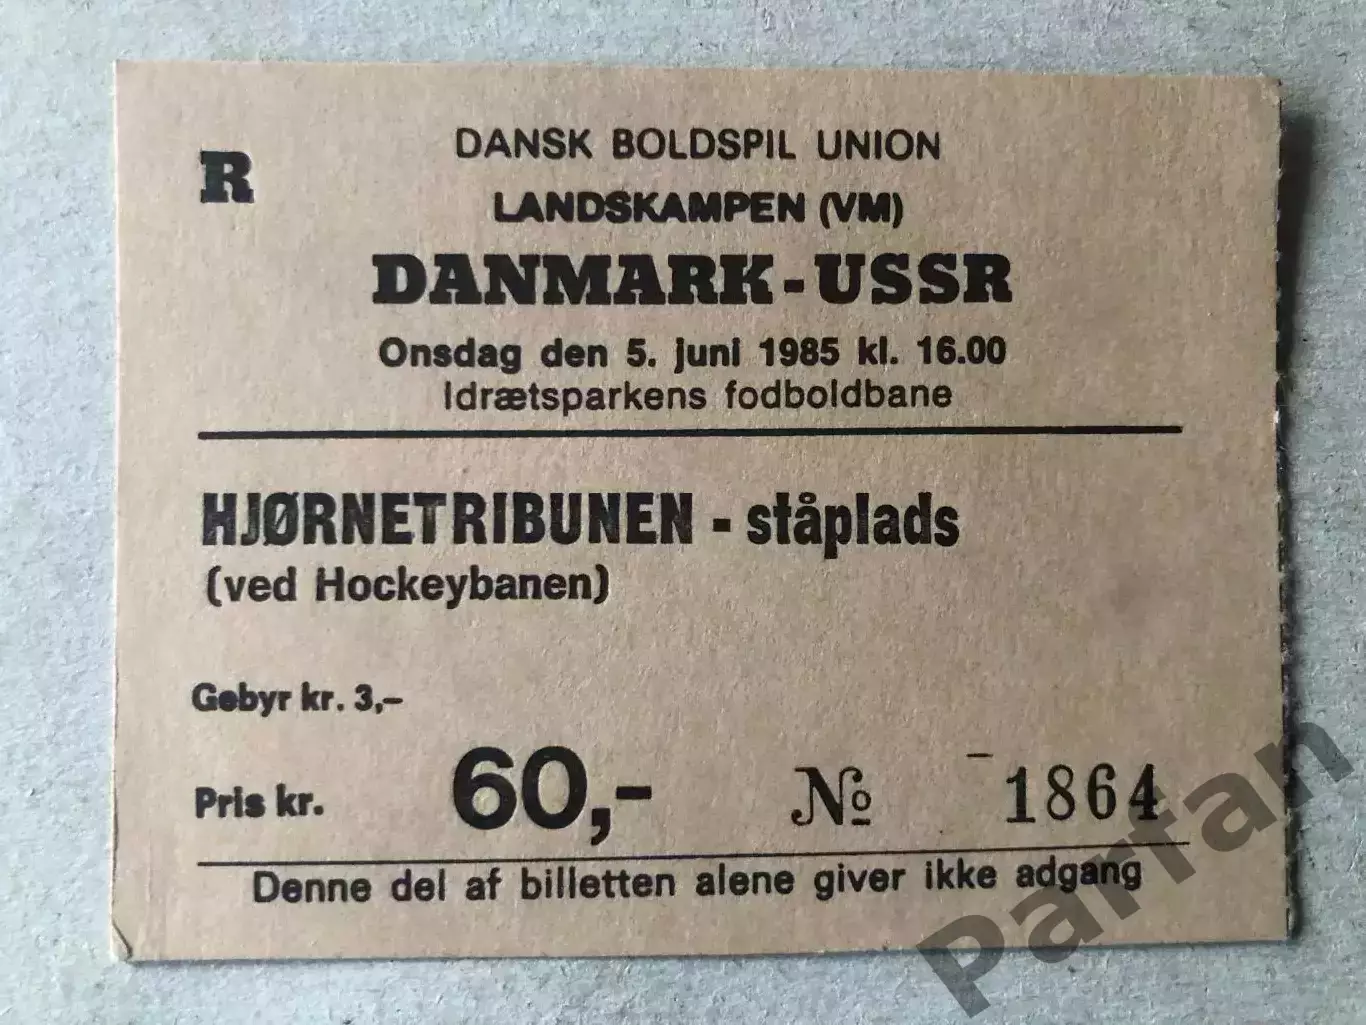 R
DANSK BOLDSPIL UNION
LANDSKAMPEN (VM)
DANMARK - USSR
Onsdag den 5. juni 1985 kl. 16.00
Idrætsparkens fodboldbane
HJØRNETRIBUNEN - ståplads
(ved Hockeybanen)
Gebyr kr. 3,-
Pris kr. 60,- № 1864
Denne del af billetten alene giver ikke adgang
Parfan